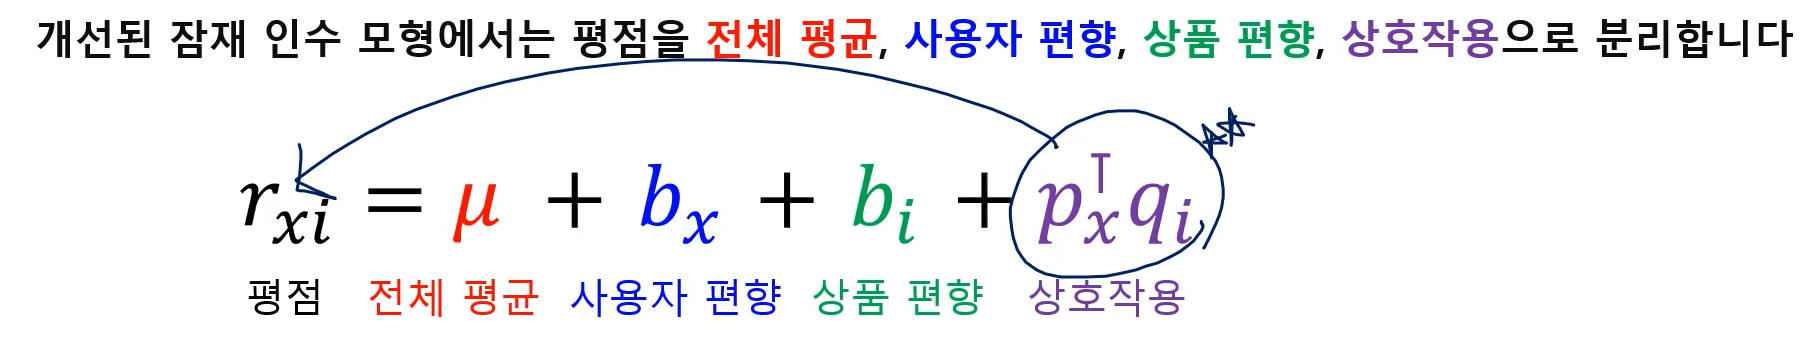 개선된 잠재 인수 모형에서는 평점을 전체 평균, 사용자 편향, 상품 편향, 상호작용으로 분리합니다
r_{xi} = μ + b_x + b_i + p_x^⊤ q_i
평점 전체 평균 사용자 편향 상품 편향 상호작용